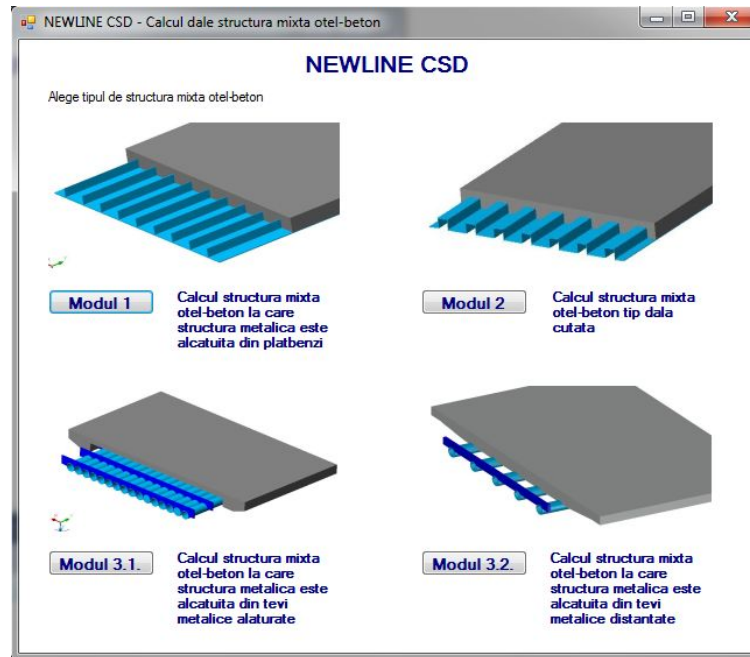 NEWLINE CSD - Calcul dale structura mixta otel-beton
NEWLINE CSD
Alege tipul de structura mixta otel-beton
Modul 1
Calcul structura mixta
otel-beton la care
structura metalica este
alcatuita din platbenzi
Modul 2
Calcul structura mixta
otel-beton tip dala
cutata
Modul 3.1.
Calcul structura mixta
otel-beton la care
structura metalica este
alcatuita din tevi
metalice alaturate
Modul 3.2.
Calcul structura mixta
otel-beton la care
structura metalica este
alcatuita din tevi
metalice distantate